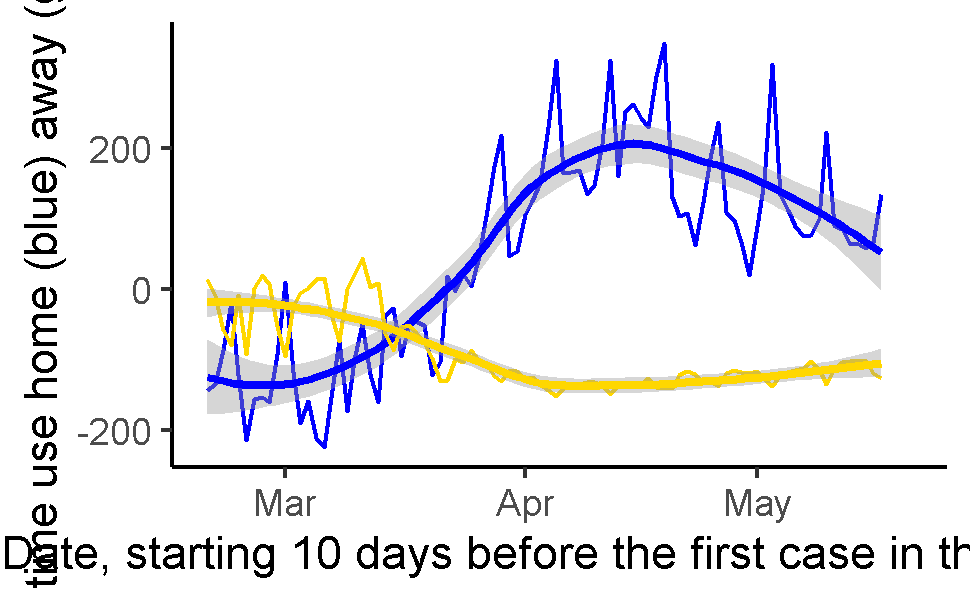 time use home (blue) away (
200
0
-200
Mar Apr May
Date, starting 10 days before the first case in th